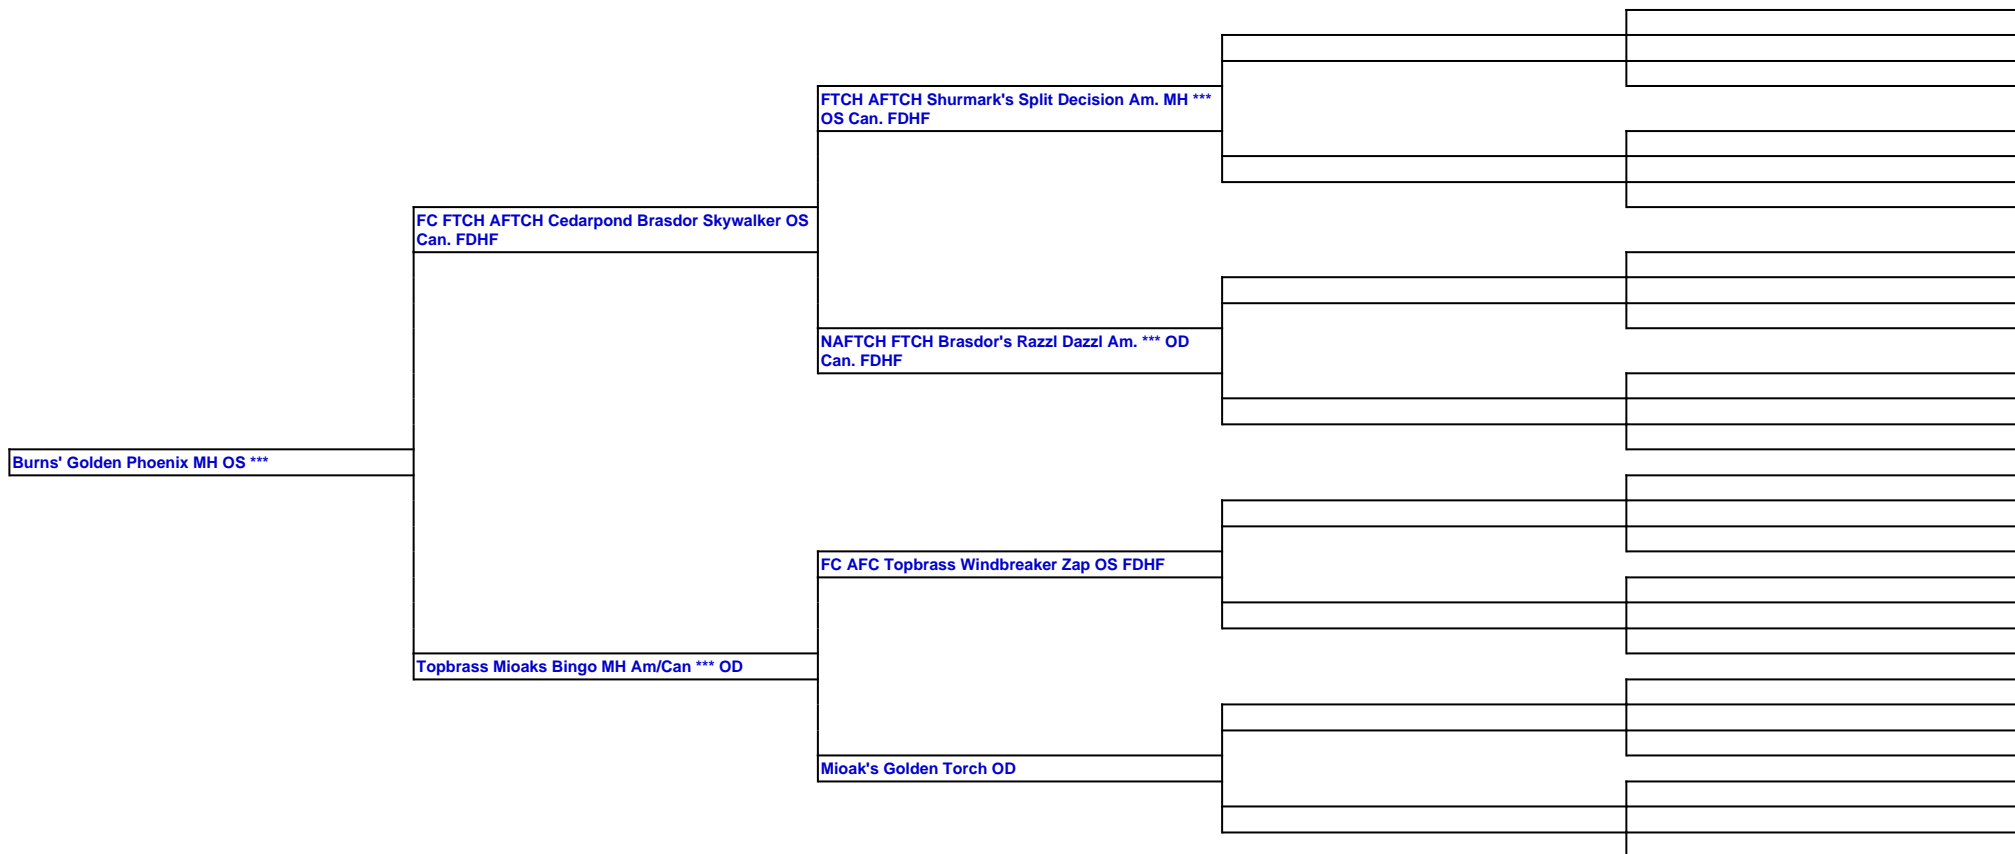 FTCH AFTCH Shurmark's Split Decision Am. MH ***
OS Can. FDHF
FC FTCH AFTCH Cedarpond Brasdor Skywalker OS
Can. FDHF
NAFTCH FTCH Brasdor's Razzl Dazzl Am. *** OD
Can. FDHF
Burns' Golden Phoenix MH OS ***
FC AFC Topbrass Windbreaker Zap OS FDHF
Topbrass Mioaks Bingo MH Am/Can *** OD
Mioak's Golden Torch OD